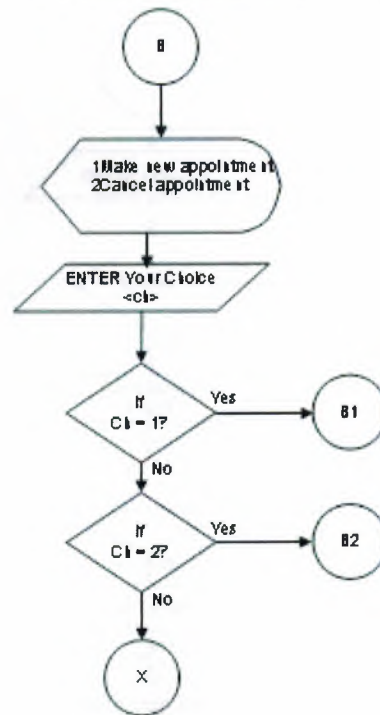 B
1Make new appointment
2Cancel appointment
ENTER Your Choice
<ch>
If
Ch = 1?
Yes
B1
No
If
Ch = 2?
Yes
B2
No
X